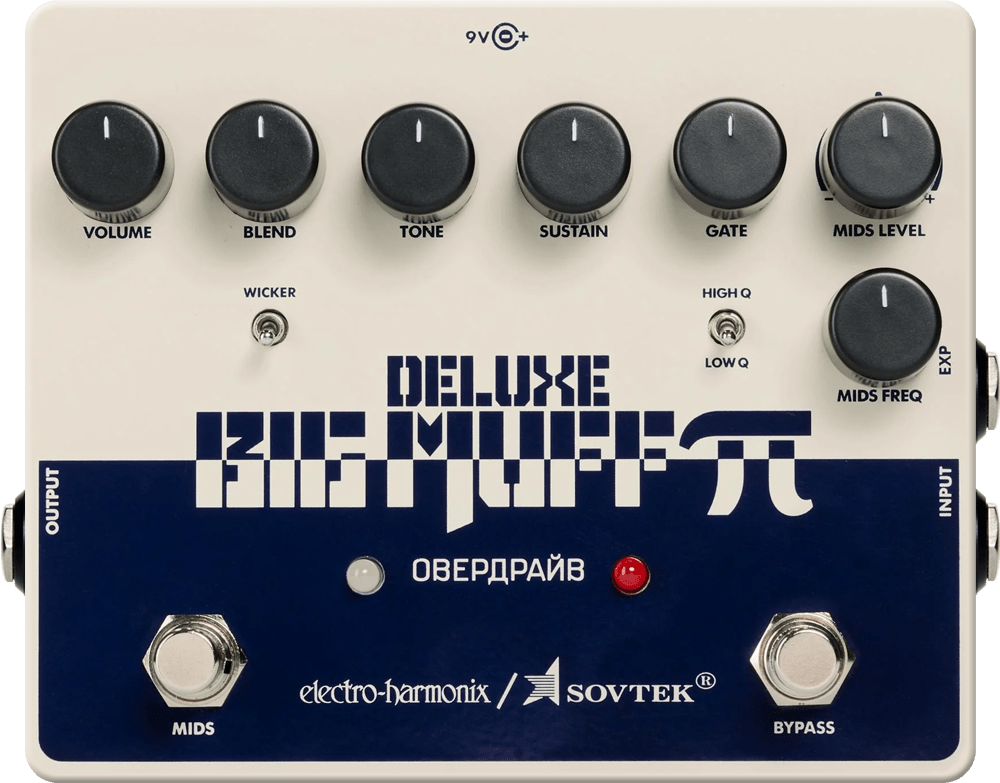 9V +
VOLUME BLEND TONE SUSTAIN GATE MIDS LEVEL
- +
WICKER
HIGH Q
LOW Q
MIDS FREQ
EXP
DELUXE
BIG MUFF π
OUTPUT
INPUT
ОВЕРДРАЙВ
electro-harmonix / SOVTEK®
MIDS
BYPASS